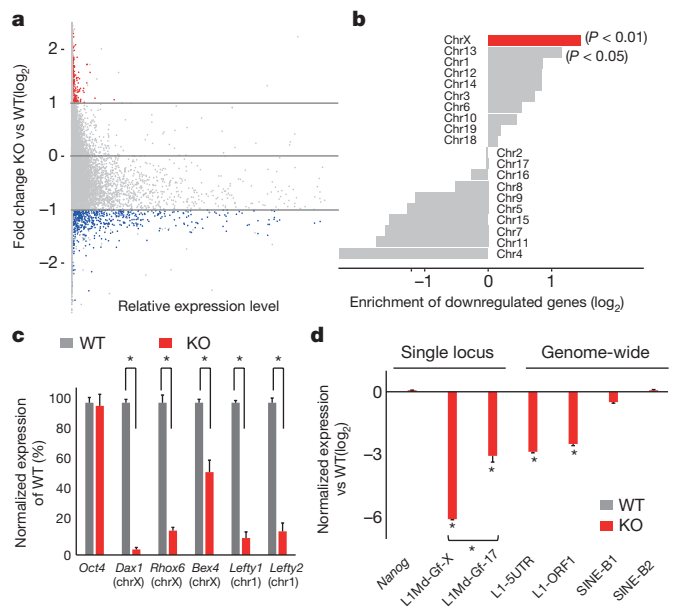 a
Fold change KO vs WT(log2)
2
1
0
−1
−2
Relative expression level
b
ChrX
Chr13
Chr1
Chr12
Chr14
Chr3
Chr6
Chr10
Chr19
Chr18
Chr2
Chr17
Chr16
Chr8
Chr9
Chr5
Chr15
Chr7
Chr11
Chr4
(P < 0.01)
(P < 0.05)
−1 0 1
Enrichment of downregulated genes (log2)
c
WT KO
Normalized expression
of WT (%)
100
80
60
40
20
0
* * * * *
Oct4 Dax1 Rhox6 Bex4 Lefty1 Lefty2
(chrX) (chrX) (chrX) (chr1) (chr1)
d
Single locus Genome-wide
Normalized expression
vs WT(log2)
0
−3
−6
* * * *
*
WT
KO
Nanog
L1Md-Gf-X
L1Md-Gf-17
L1-5UTR
L1-ORF1
SINE-B1
SINE-B2